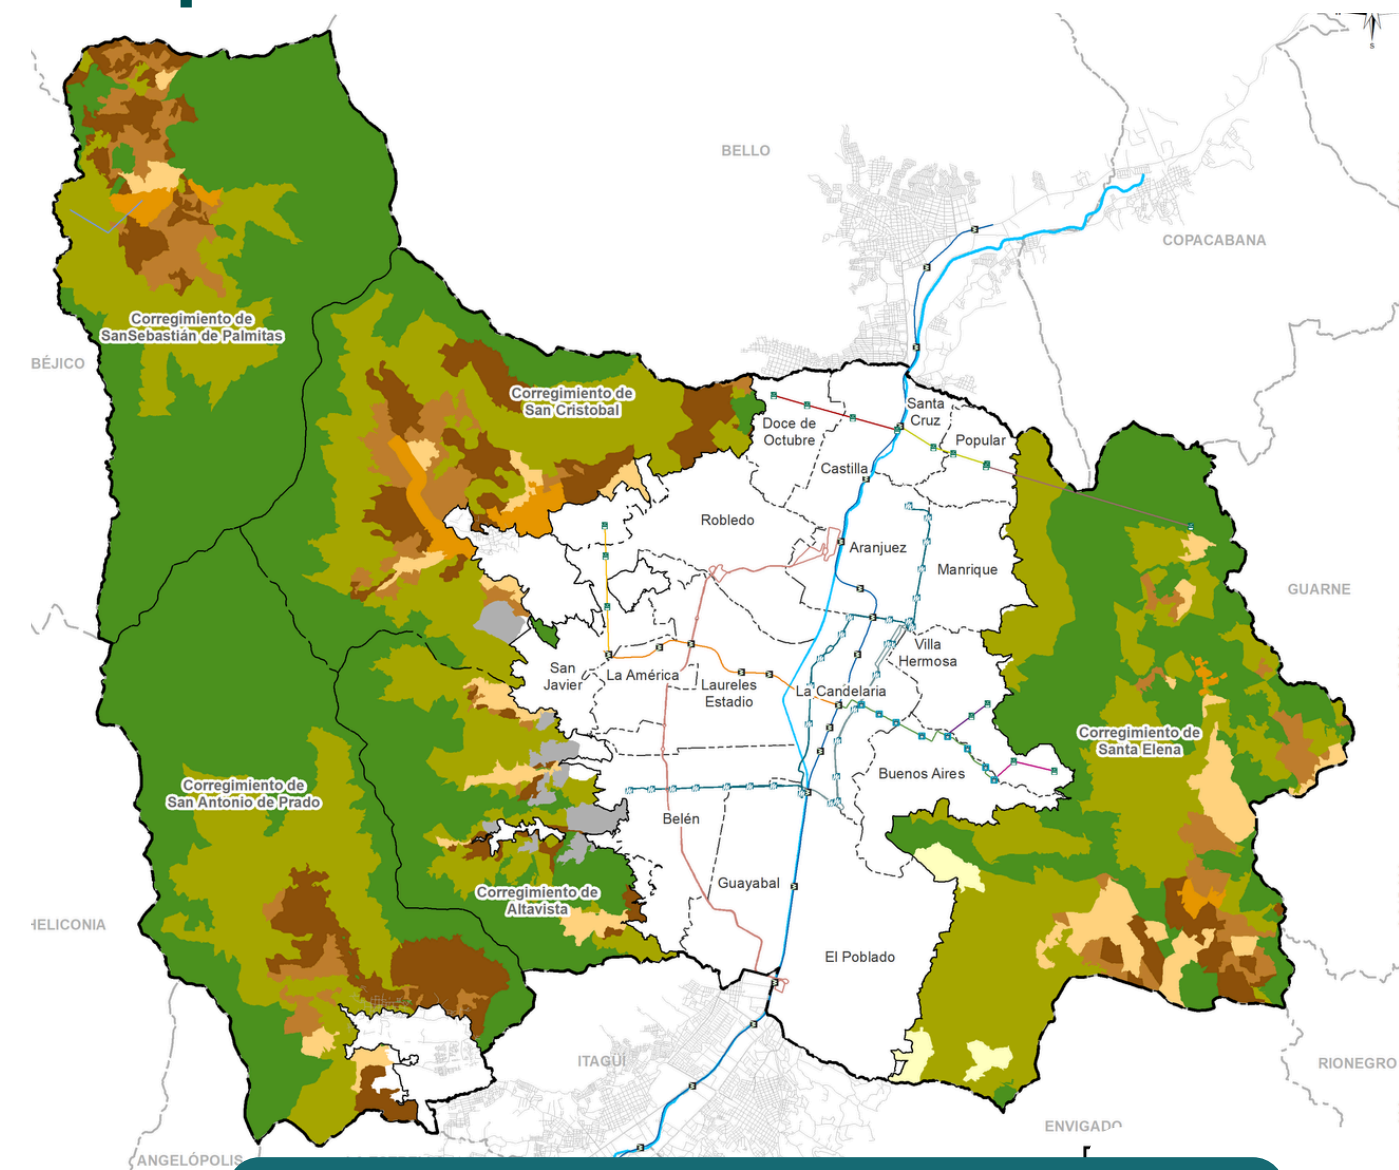 S
BELLO
COPACABANA
Corregimiento de
SanSebastián de Palmitas
BÉJICO
Corregimiento de
San Cristobal
Santa
Cruz
Doce de
Octubre
Popular
Castilla
Robledo
Aranjuez
Manrique
GUARNE
Villa
Hermosa
San
Javier
La América
Laureles
Estadio
La Candelaria
Corregimiento de
Santa Elena
Buenos Aires
Corregimiento de
San Antonio de Prado
Belén
Guayabal
Corregimiento de
Altavista
HELICONIA
El Poblado
ITAGÜÍ
RIONEGRO
ENVIGADO
ANGELÓPOLIS